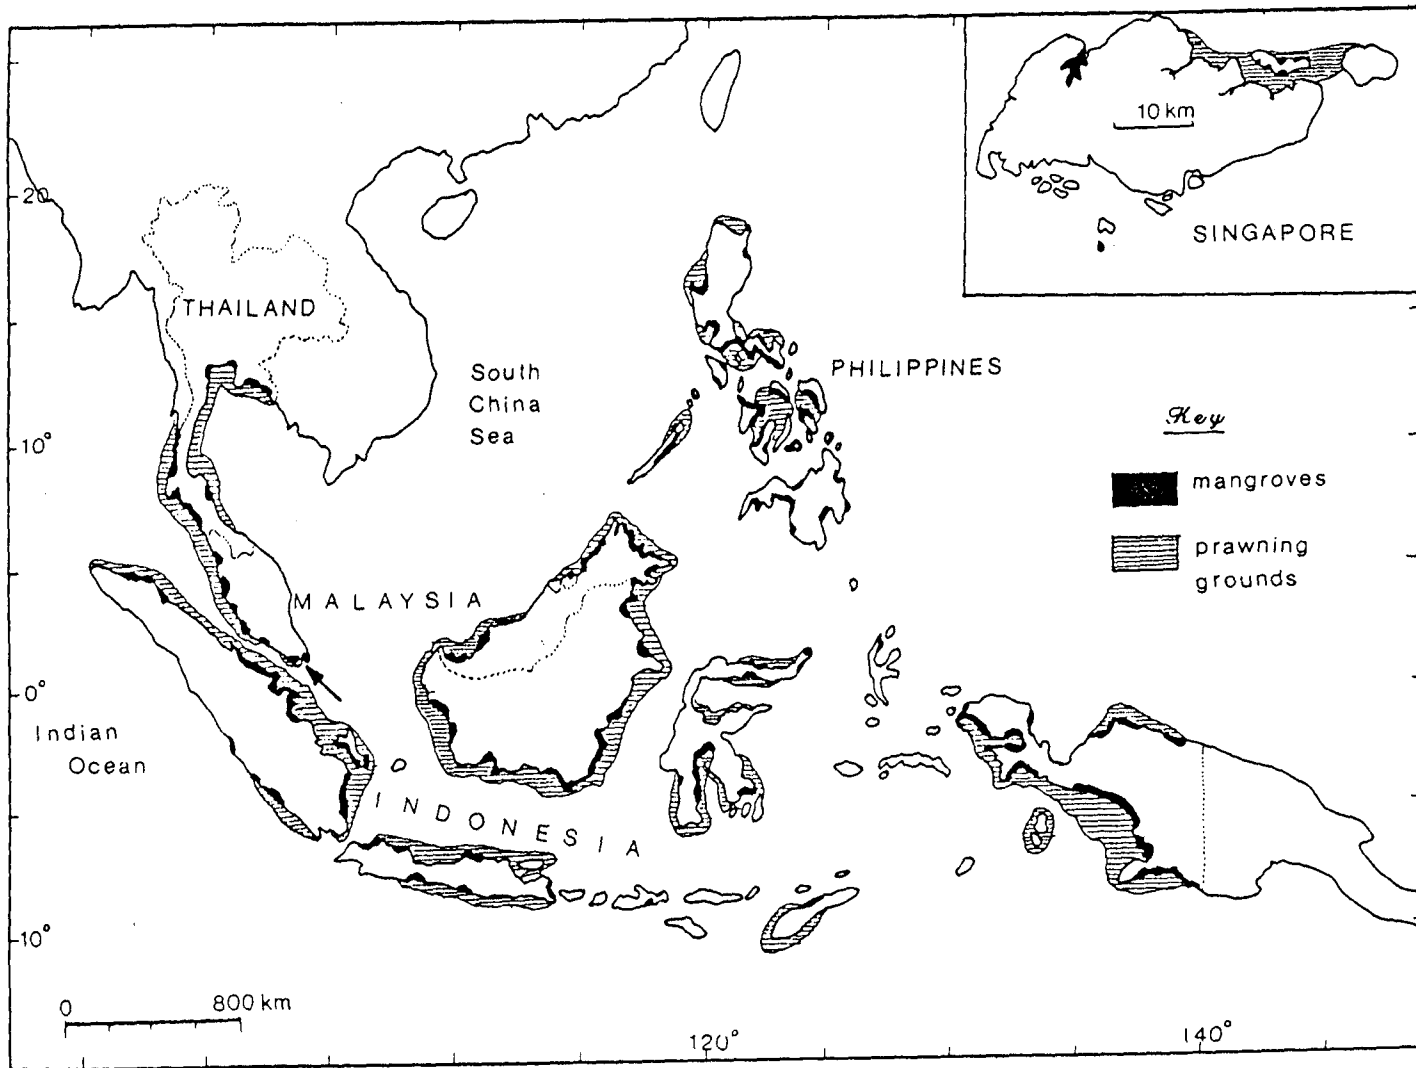 10 km
SINGAPORE
20
THAILAND
South
China
Sea
PHILIPPINES
Key
mangroves
prawning
grounds
10°
MALAYSIA
0°
Indian
Ocean
INDONESIA
10°
0 800 km
120°
140°